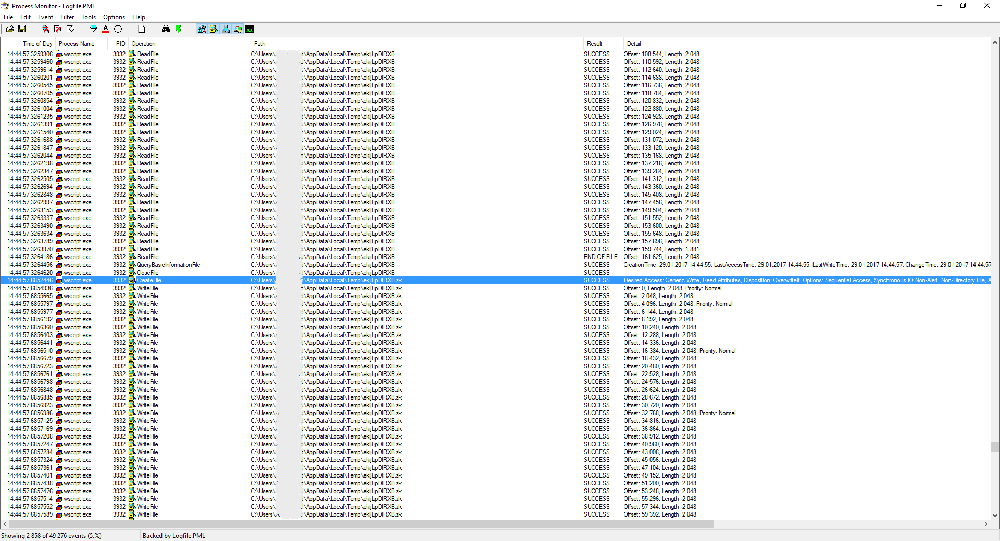 Process Monitor - Logfile.PML
File Edit Event Filter Tools Options Help
Time of Day Process Name PID Operation Path Result Detail
14:44:57,3259306 wscript.exe 3932 ReadFile C:\Users\ \AppData\Local\Temp\ekijLpDIRXB SUCCESS Offset: 108 544, Length: 2 048
14:44:57,3259460 wscript.exe 3932 ReadFile C:\Users\ \AppData\Local\Temp\ekijLpDIRXB SUCCESS Offset: 110 592, Length: 2 048
14:44:57,3259614 wscript.exe 3932 ReadFile C:\Users\ \AppData\Local\Temp\ekijLpDIRXB SUCCESS Offset: 112 640, Length: 2 048
14:44:57,3260201 wscript.exe 3932 ReadFile C:\Users\ \AppData\Local\Temp\ekijLpDIRXB SUCCESS Offset: 114 688, Length: 2 048
14:44:57,3260545 wscript.exe 3932 ReadFile C:\Users\ \AppData\Local\Temp\ekijLpDIRXB SUCCESS Offset: 116 736, Length: 2 048
14:44:57,3260705 wscript.exe 3932 ReadFile C:\Users\ \AppData\Local\Temp\ekijLpDIRXB SUCCESS Offset: 118 784, Length: 2 048
14:44:57,3260854 wscript.exe 3932 ReadFile C:\Users\ \AppData\Local\Temp\ekijLpDIRXB SUCCESS Offset: 120 832, Length: 2 048
14:44:57,3261004 wscript.exe 3932 ReadFile C:\Users\ \AppData\Local\Temp\ekijLpDIRXB SUCCESS Offset: 122 880, Length: 2 048
14:44:57,3261235 wscript.exe 3932 ReadFile C:\Users\ \AppData\Local\Temp\ekijLpDIRXB SUCCESS Offset: 124 928, Length: 2 048
14:44:57,3261391 wscript.exe 3932 ReadFile C:\Users\ \AppData\Local\Temp\ekijLpDIRXB SUCCESS Offset: 126 976, Length: 2 048
14:44:57,3261540 wscript.exe 3932 ReadFile C:\Users\ \AppData\Local\Temp\ekijLpDIRXB SUCCESS Offset: 129 024, Length: 2 048
14:44:57,3261688 wscript.exe 3932 ReadFile C:\Users\ \AppData\Local\Temp\ekijLpDIRXB SUCCESS Offset: 131 072, Length: 2 048
14:44:57,3261847 wscript.exe 3932 ReadFile C:\Users\ \AppData\Local\Temp\ekijLpDIRXB SUCCESS Offset: 133 120, Length: 2 048
14:44:57,3262044 wscript.exe 3932 ReadFile C:\Users\ \AppData\Local\Temp\ekijLpDIRXB SUCCESS Offset: 135 168, Length: 2 048
14:44:57,3262198 wscript.exe 3932 ReadFile C:\Users\ \AppData\Local\Temp\ekijLpDIRXB SUCCESS Offset: 137 216, Length: 2 048
14:44:57,3262347 wscript.exe 3932 ReadFile C:\Users\ \AppData\Local\Temp\ekijLpDIRXB SUCCESS Offset: 139 264, Length: 2 048
14:44:57,3262505 wscript.exe 3932 ReadFile C:\Users\ \AppData\Local\Temp\ekijLpDIRXB SUCCESS Offset: 141 312, Length: 2 048
14:44:57,3262694 wscript.exe 3932 ReadFile C:\Users\ \AppData\Local\Temp\ekijLpDIRXB SUCCESS Offset: 143 360, Length: 2 048
14:44:57,3262848 wscript.exe 3932 ReadFile C:\Users\ \AppData\Local\Temp\ekijLpDIRXB SUCCESS Offset: 145 408, Length: 2 048
14:44:57,3262997 wscript.exe 3932 ReadFile C:\Users\ \AppData\Local\Temp\ekijLpDIRXB SUCCESS Offset: 147 456, Length: 2 048
14:44:57,3263153 wscript.exe 3932 ReadFile C:\Users\ \AppData\Local\Temp\ekijLpDIRXB SUCCESS Offset: 149 504, Length: 2 048
14:44:57,3263337 wscript.exe 3932 ReadFile C:\Users\ \AppData\Local\Temp\ekijLpDIRXB SUCCESS Offset: 151 552, Length: 2 048
14:44:57,3263490 wscript.exe 3932 ReadFile C:\Users\ \AppData\Local\Temp\ekijLpDIRXB SUCCESS Offset: 153 600, Length: 2 048
14:44:57,3263634 wscript.exe 3932 ReadFile C:\Users\ \AppData\Local\Temp\ekijLpDIRXB SUCCESS Offset: 155 648, Length: 2 048
14:44:57,3263789 wscript.exe 3932 ReadFile C:\Users\ \AppData\Local\Temp\ekijLpDIRXB SUCCESS Offset: 157 696, Length: 2 048
14:44:57,3263970 wscript.exe 3932 ReadFile C:\Users\ \AppData\Local\Temp\ekijLpDIRXB SUCCESS Offset: 159 744, Length: 1 881
14:44:57,3264186 wscript.exe 3932 ReadFile C:\Users\ \AppData\Local\Temp\ekijLpDIRXB END OF FILE Offset: 161 625, Length: 2 048
14:44:57,3264456 wscript.exe 3932 QueryBasicInformationFile C:\Users\ \AppData\Local\Temp\ekijLpDIRXB SUCCESS CreationTime: 29.01.2017 14:44:55, LastAccessTime: 29.01.2017 14:44:55, LastWriteTime: 29.01.2017 14:44:57, ChangeTime: 29.01.2017 14:44:57
14:44:57,3264620 wscript.exe 3932 CloseFile C:\Users\ \AppData\Local\Temp\ekijLpDIRXB SUCCESS
14:44:57,6852446 wscript.exe 3932 CreateFile C:\Users\ \AppData\Local\Temp\ekijLpDIRXB.zk SUCCESS Desired Access: Generic Write, Read Attributes, Disposition: OverwriteIf, Options: Sequential Access, Synchronous IO Non-Alert, Non-Directory File, A
14:44:57,6854936 wscript.exe 3932 WriteFile C:\Users\ \AppData\Local\Temp\ekijLpDIRXB.zk SUCCESS Offset: 0, Length: 2 048, Priority: Normal
14:44:57,6855665 wscript.exe 3932 WriteFile C:\Users\ \AppData\Local\Temp\ekijLpDIRXB.zk SUCCESS Offset: 2 048, Length: 2 048
14:44:57,6855797 wscript.exe 3932 WriteFile C:\Users\ \AppData\Local\Temp\ekijLpDIRXB.zk SUCCESS Offset: 4 096, Length: 2 048, Priority: Normal
14:44:57,6855977 wscript.exe 3932 WriteFile C:\Users\ \AppData\Local\Temp\ekijLpDIRXB.zk SUCCESS Offset: 6 144, Length: 2 048
14:44:57,6856192 wscript.exe 3932 WriteFile C:\Users\ \AppData\Local\Temp\ekijLpDIRXB.zk SUCCESS Offset: 8 192, Length: 2 048
14:44:57,6856360 wscript.exe 3932 WriteFile C:\Users\ \AppData\Local\Temp\ekijLpDIRXB.zk SUCCESS Offset: 10 240, Length: 2 048
14:44:57,6856403 wscript.exe 3932 WriteFile C:\Users\ \AppData\Local\Temp\ekijLpDIRXB.zk SUCCESS Offset: 12 288, Length: 2 048
14:44:57,6856441 wscript.exe 3932 WriteFile C:\Users\ \AppData\Local\Temp\ekijLpDIRXB.zk SUCCESS Offset: 14 336, Length: 2 048
14:44:57,6856510 wscript.exe 3932 WriteFile C:\Users\ \AppData\Local\Temp\ekijLpDIRXB.zk SUCCESS Offset: 16 384, Length: 2 048, Priority: Normal
14:44:57,6856679 wscript.exe 3932 WriteFile C:\Users\ \AppData\Local\Temp\ekijLpDIRXB.zk SUCCESS Offset: 18 432, Length: 2 048
14:44:57,6856723 wscript.exe 3932 WriteFile C:\Users\ \AppData\Local\Temp\ekijLpDIRXB.zk SUCCESS Offset: 20 480, Length: 2 048
14:44:57,6856761 wscript.exe 3932 WriteFile C:\Users\ \AppData\Local\Temp\ekijLpDIRXB.zk SUCCESS Offset: 22 528, Length: 2 048
14:44:57,6856798 wscript.exe 3932 WriteFile C:\Users\ \AppData\Local\Temp\ekijLpDIRXB.zk SUCCESS Offset: 24 576, Length: 2 048
14:44:57,6856848 wscript.exe 3932 WriteFile C:\Users\ \AppData\Local\Temp\ekijLpDIRXB.zk SUCCESS Offset: 26 624, Length: 2 048
14:44:57,6856885 wscript.exe 3932 WriteFile C:\Users\ \AppData\Local\Temp\ekijLpDIRXB.zk SUCCESS Offset: 28 672, Length: 2 048
14:44:57,6856923 wscript.exe 3932 WriteFile C:\Users\ \AppData\Local\Temp\ekijLpDIRXB.zk SUCCESS Offset: 30 720, Length: 2 048
14:44:57,6856986 wscript.exe 3932 WriteFile C:\Users\ \AppData\Local\Temp\ekijLpDIRXB.zk SUCCESS Offset: 32 768, Length: 2 048, Priority: Normal
14:44:57,6857125 wscript.exe 3932 WriteFile C:\Users\ \AppData\Local\Temp\ekijLpDIRXB.zk SUCCESS Offset: 34 816, Length: 2 048
14:44:57,6857169 wscript.exe 3932 WriteFile C:\Users\ \AppData\Local\Temp\ekijLpDIRXB.zk SUCCESS Offset: 36 864, Length: 2 048
14:44:57,6857208 wscript.exe 3932 WriteFile C:\Users\ \AppData\Local\Temp\ekijLpDIRXB.zk SUCCESS Offset: 38 912, Length: 2 048
14:44:57,6857247 wscript.exe 3932 WriteFile C:\Users\ \AppData\Local\Temp\ekijLpDIRXB.zk SUCCESS Offset: 40 960, Length: 2 048
14:44:57,6857284 wscript.exe 3932 WriteFile C:\Users\ \AppData\Local\Temp\ekijLpDIRXB.zk SUCCESS Offset: 43 008, Length: 2 048
14:44:57,6857324 wscript.exe 3932 WriteFile C:\Users\ \AppData\Local\Temp\ekijLpDIRXB.zk SUCCESS Offset: 45 056, Length: 2 048
14:44:57,6857361 wscript.exe 3932 WriteFile C:\Users\ \AppData\Local\Temp\ekijLpDIRXB.zk SUCCESS Offset: 47 104, Length: 2 048
14:44:57,6857401 wscript.exe 3932 WriteFile C:\Users\ \AppData\Local\Temp\ekijLpDIRXB.zk SUCCESS Offset: 49 152, Length: 2 048
14:44:57,6857438 wscript.exe 3932 WriteFile C:\Users\ \AppData\Local\Temp\ekijLpDIRXB.zk SUCCESS Offset: 51 200, Length: 2 048
14:44:57,6857476 wscript.exe 3932 WriteFile C:\Users\ \AppData\Local\Temp\ekijLpDIRXB.zk SUCCESS Offset: 53 248, Length: 2 048
14:44:57,6857514 wscript.exe 3932 WriteFile C:\Users\ \AppData\Local\Temp\ekijLpDIRXB.zk SUCCESS Offset: 55 296, Length: 2 048
14:44:57,6857552 wscript.exe 3932 WriteFile C:\Users\ \AppData\Local\Temp\ekijLpDIRXB.zk SUCCESS Offset: 57 344, Length: 2 048
14:44:57,6857589 wscript.exe 3932 WriteFile C:\Users\ \AppData\Local\Temp\ekijLpDIRXB.zk SUCCESS Offset: 59 392, Length: 2 048
Showing 2 858 of 49 276 events (5.%) Backed by Logfile.PML